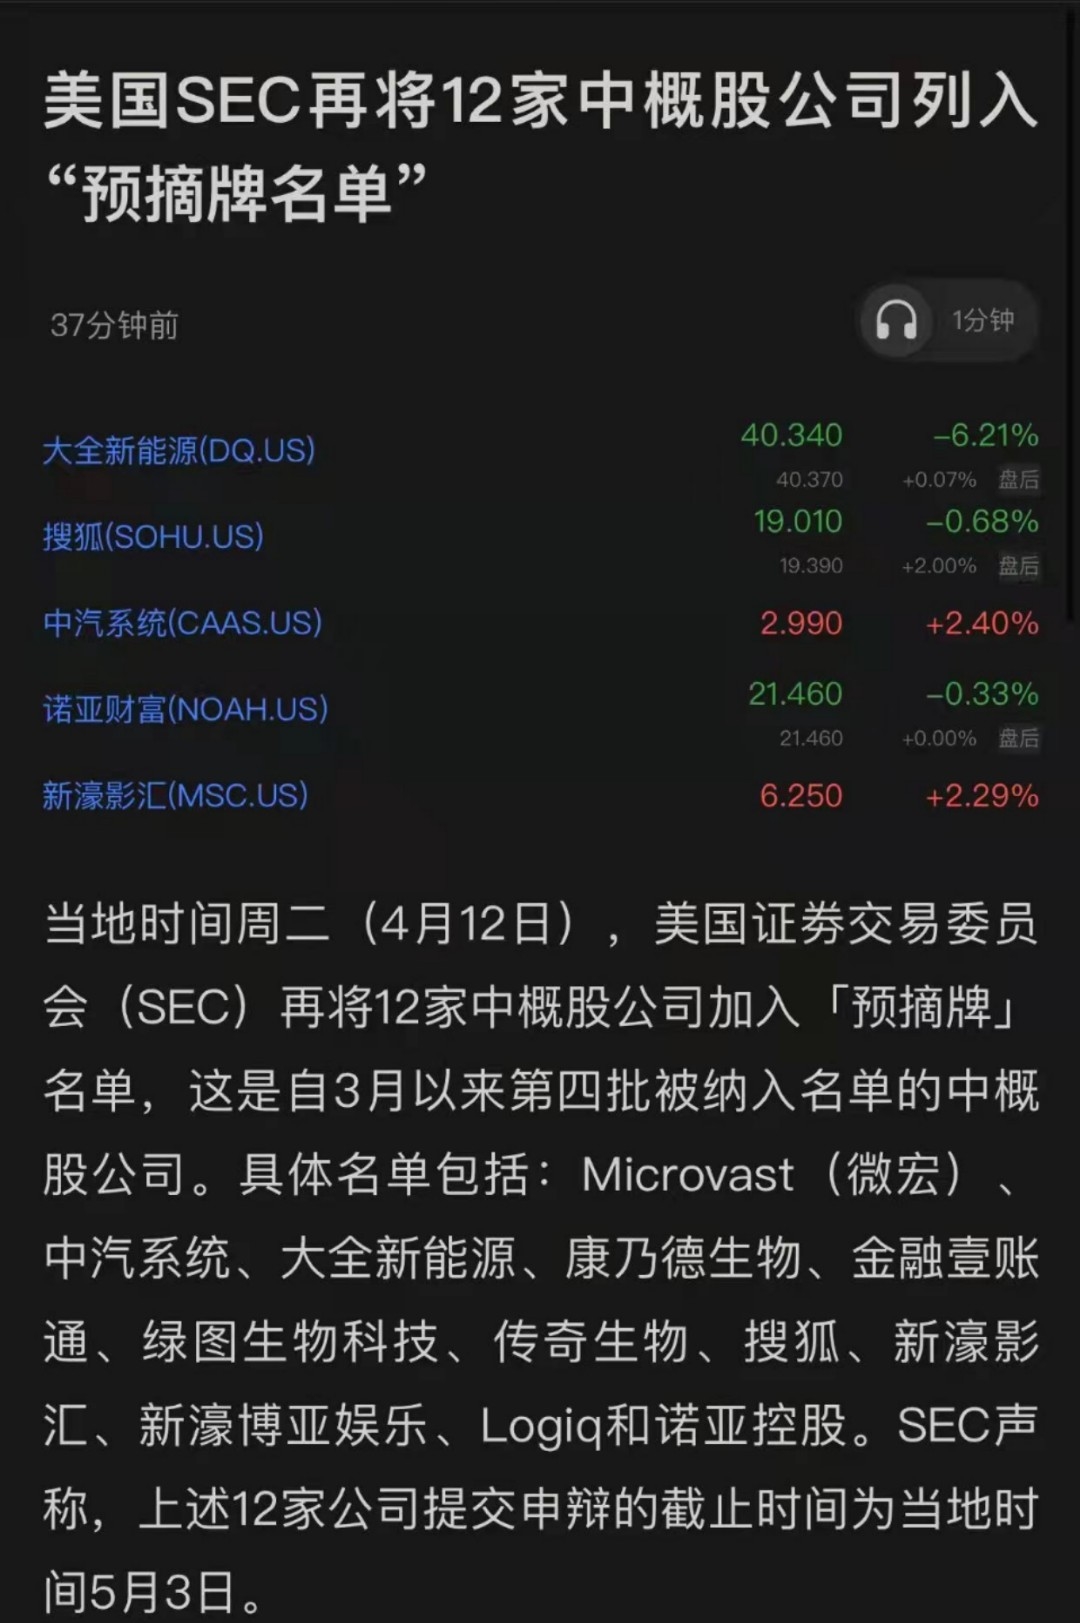 美国SEC再将12家中概股公司列入
“预摘牌名单”
37分钟前
1分钟
大全新能源(DQ.US) 40.340 -6.21%
40.370 +0.07% 盘后
搜狐(SOHU.US) 19.010 -0.68%
19.390 +2.00% 盘后
中汽系统(CAAS.US) 2.990 +2.40%
诺亚财富(NOAH.US) 21.460 -0.33%
21.460 +0.00% 盘后
新濠影汇(MSC.US) 6.250 +2.29%
当地时间周二（4月12日），美国证券交易委员
会（SEC）再将12家中概股公司加入「预摘牌」
名单，这是自3月以来第四批被纳入名单的中概
股公司。具体名单包括：Microvast（微宏）、
中汽系统、大全新能源、康乃德生物、金融壹账
通、绿图生物科技、传奇生物、搜狐、新濠影
汇、新濠博亚娱乐、Logiq和诺亚控股。SEC声
称，上述12家公司提交申辩的截止时间为当地时
间5月3日。